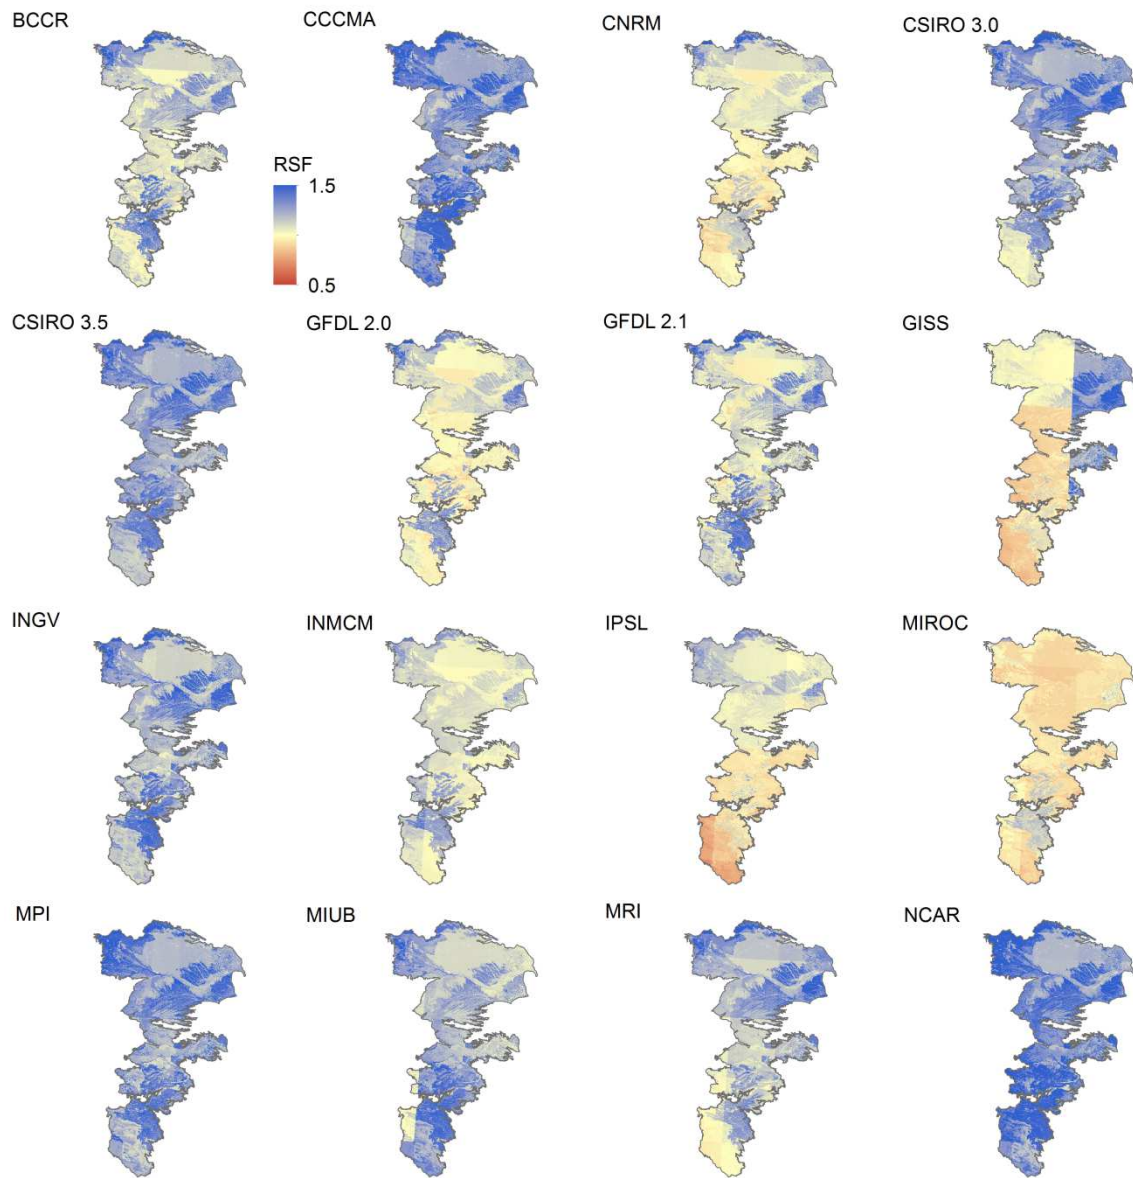 BCCR
CCCMA
CNRM
CSIRO 3.0
RSF
1.5
0.5
CSIRO 3.5
GFDL 2.0
GFDL 2.1
GISS
INGV
INMCM
IPSL
MIROC
MPI
MIUB
MRI
NCAR